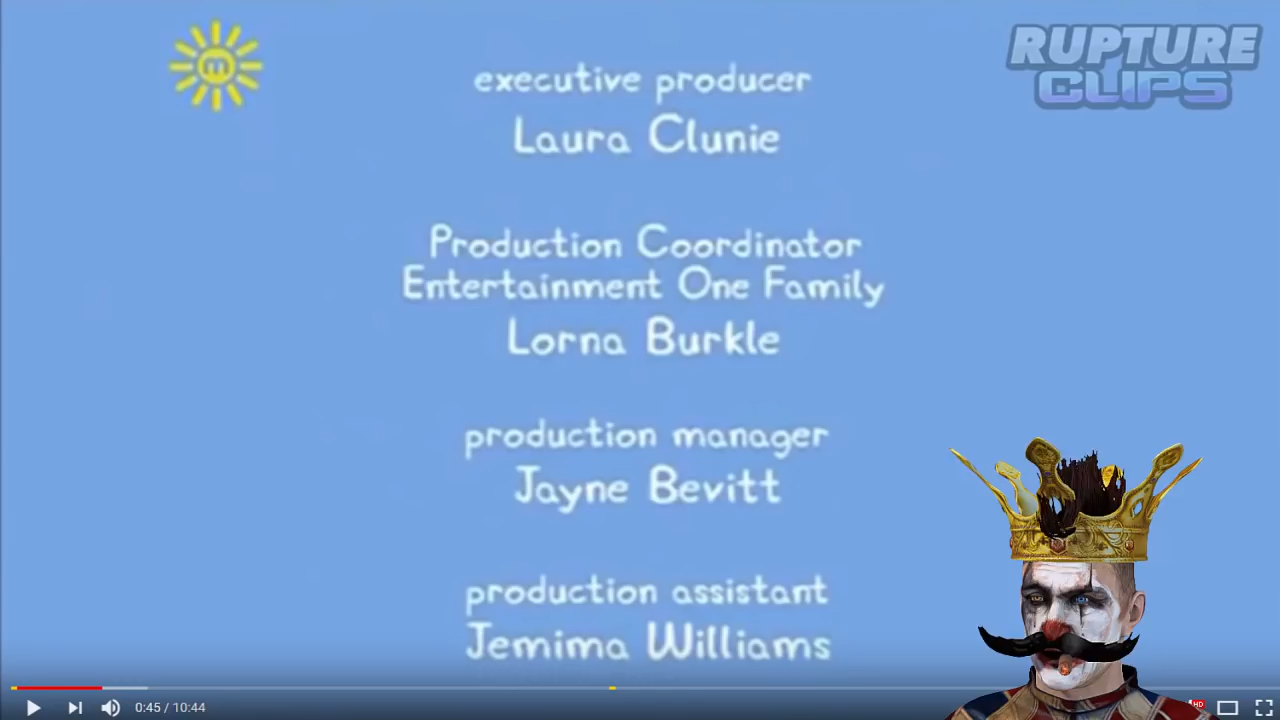 m
RUPTURE
CLIPS
executive producer
Laura Clunie
Production Coordinator
Entertainment One Family
Lorna Burkle
production manager
Jayne Bevitt
production assistant
Jemima Williams
0:45 / 10:44
HD